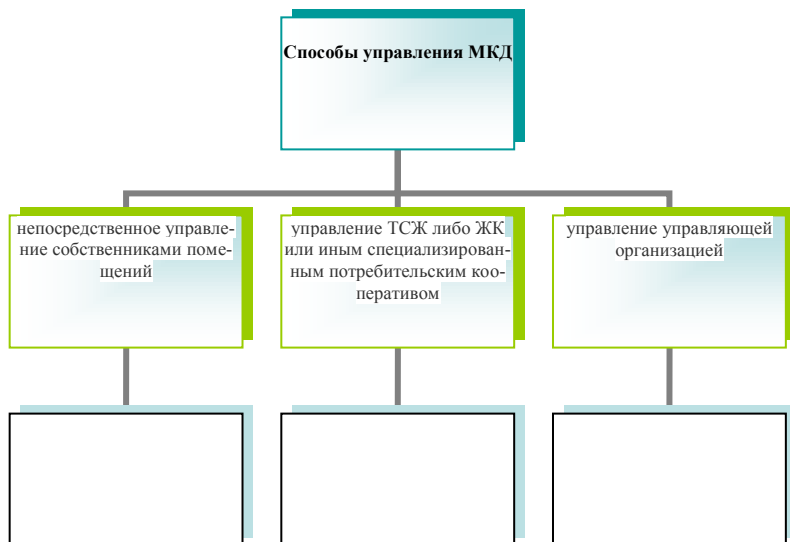 Способы управления МКД
непосредственное управле-
ние собственниками поме-
щений
управление ТСЖ либо ЖК
или иным специализирован-
ным потребительским коо-
перативом
управление управляющей
организацией